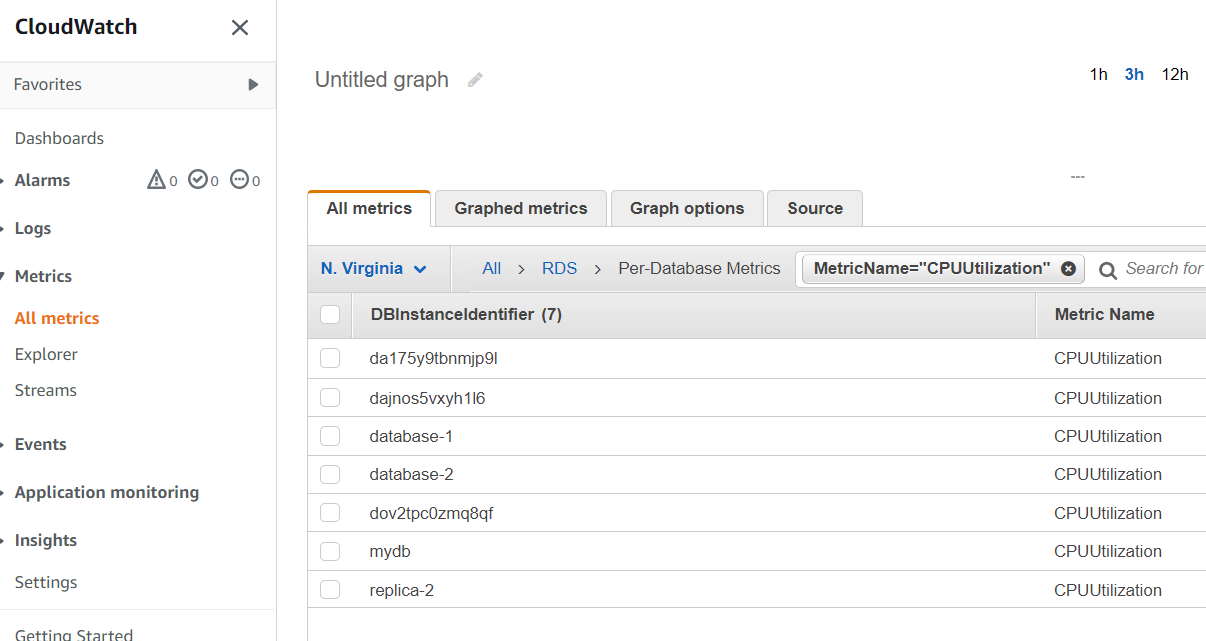 CloudWatch
Favorites
Dashboards
Alarms 0 0 0
Logs
Metrics
All metrics
Explorer
Streams
Events
Application monitoring
Insights
Settings
Getting Started
Untitled graph
1h 3h 12h
---
All metrics Graphed metrics Graph options Source
N. Virginia All RDS Per-Database Metrics MetricName="CPUUtilization" Search for
DBInstanceIdentifier (7) Metric Name
da175y9tbnmjp9l CPUUtilization
dajnos5vxyh1l6 CPUUtilization
database-1 CPUUtilization
database-2 CPUUtilization
dov2tpc0zmq8qf CPUUtilization
mydb CPUUtilization
replica-2 CPUUtilization